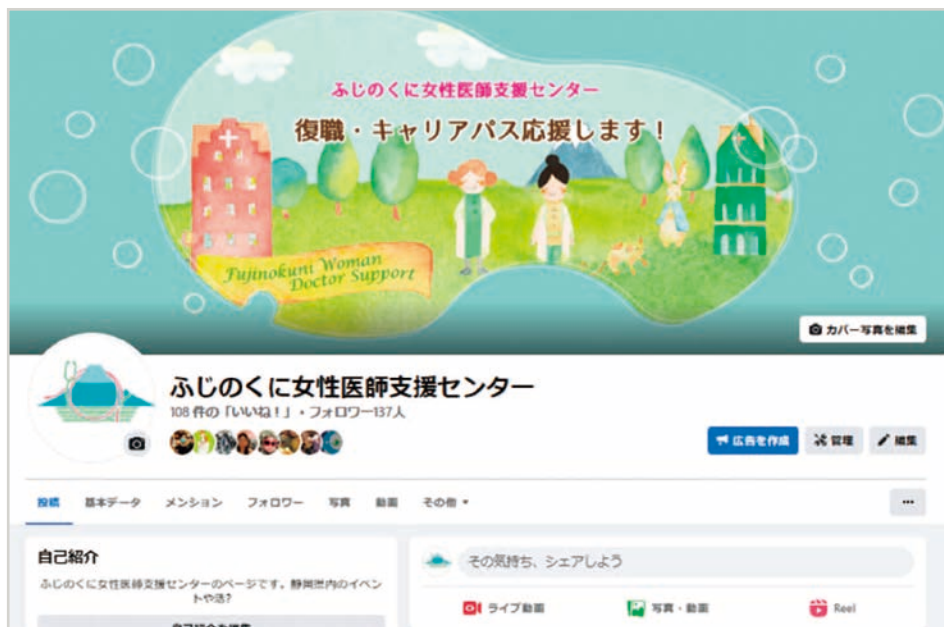 ふじのくに女性医師支援センター
復職・キャリアパス応援します！
Fujinokuni Woman
Doctor Support
カバー写真を編集
ふじのくに女性医師支援センター
108 件の「いいね！」・フォロワー137人
広告を作成
管理
編集
投稿 基本データ メンション フォロワー 写真 動画 その他
自己紹介
その気持ち、シェアしよう
ふじのくに女性医師支援センターのページです。静岡県内のイベン
トや活?
ライブ動画 写真・動画 Reel
自己紹介を編集